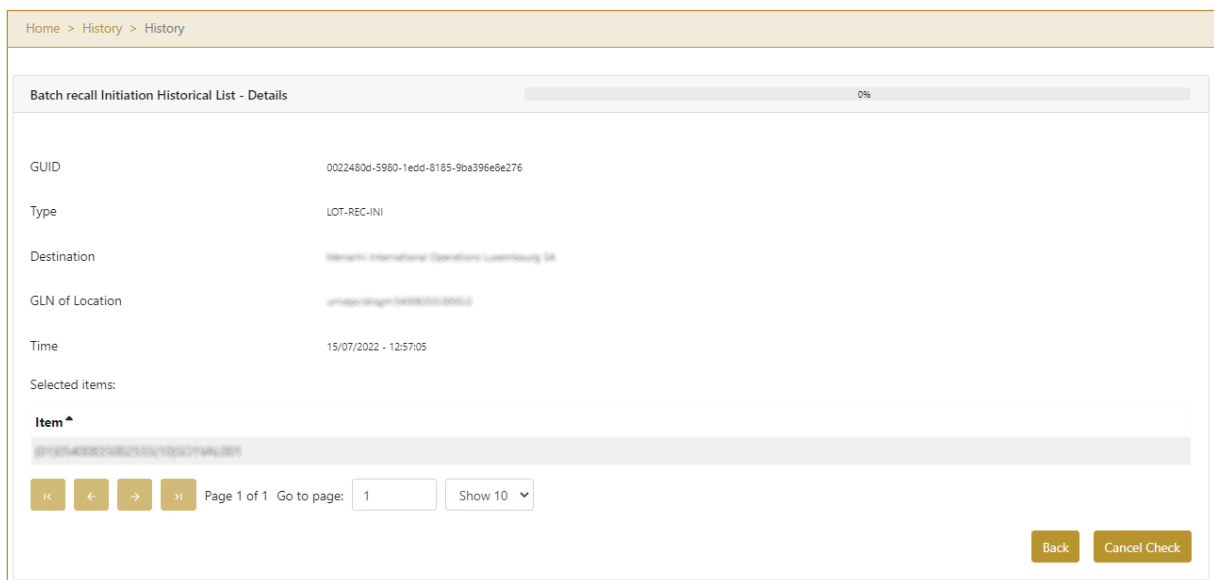 Home > History > History
Batch recall Initiation Historical List - Details 0%
GUID 0022480d-5980-1edd-8185-9ba396e8e276
Type LOT-REC-INI
Destination
GLN of Location
Time 15/07/2022 - 12:57:05
Selected items:
Item
Page 1 of 1 Go to page: 1 Show 10
Back Cancel Check